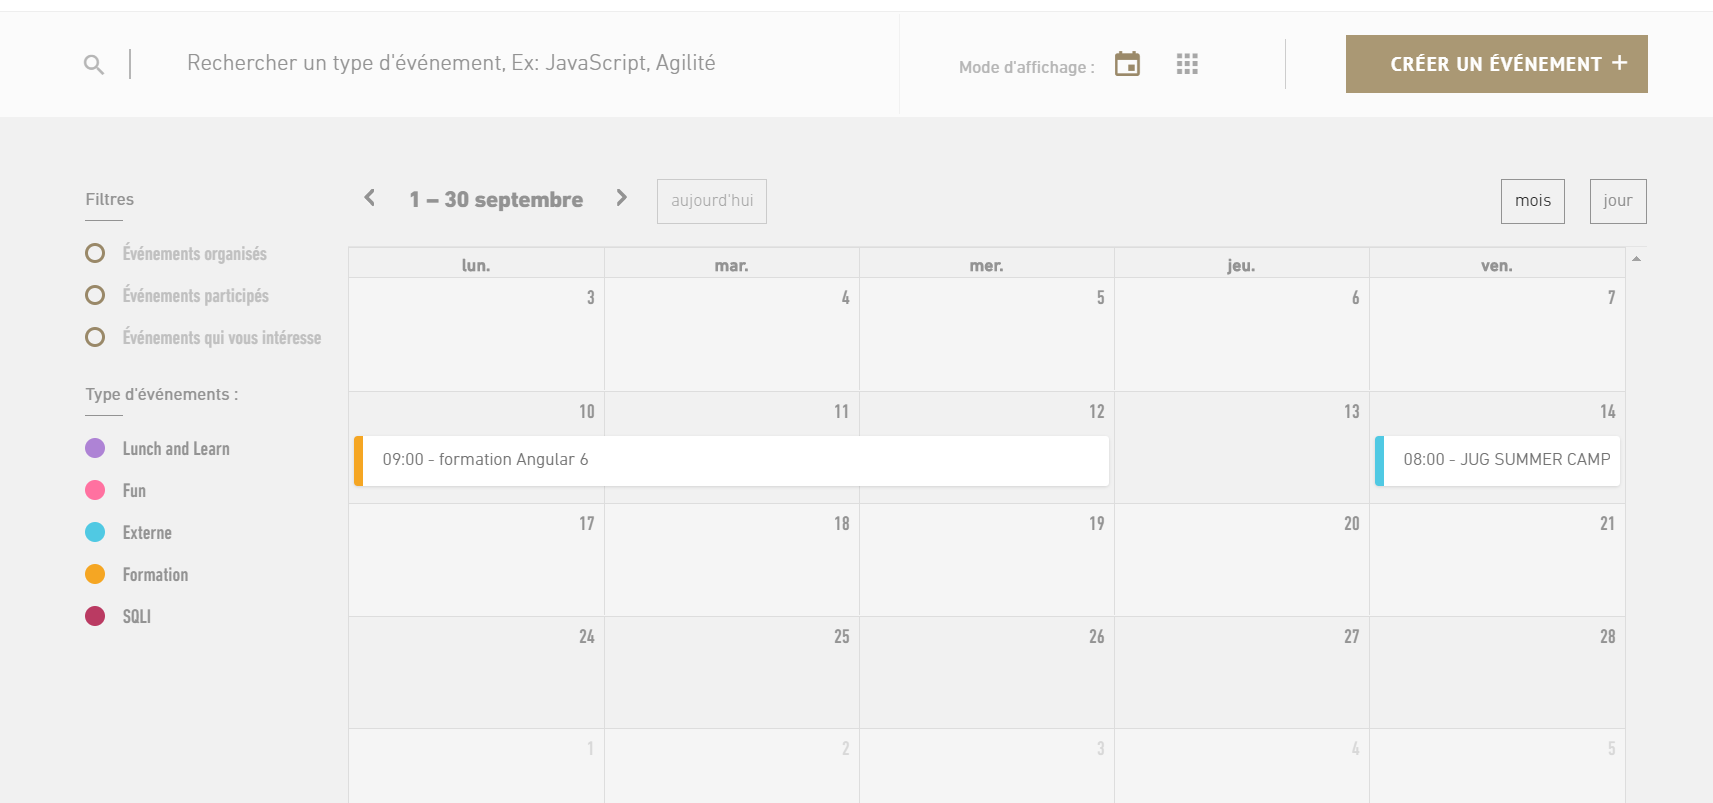 Rechercher un type d'événement, Ex: JavaScript, Agilité
Mode d'affichage :
CRÉER UN ÉVÉNEMENT +
Filtres
Événements organisés
Événements participés
Événements qui vous intéresse
Type d'événements :
Lunch and Learn
Fun
Externe
Formation
SQLI
1 – 30 septembre
aujourd'hui
mois
jour
lun. mar. mer. jeu. ven.
3 4 5 6 7
10 11 12 13 14
09:00 - formation Angular 6
08:00 - JUG SUMMER CAMP
17 18 19 20 21
24 25 26 27 28
1 2 3 4 5